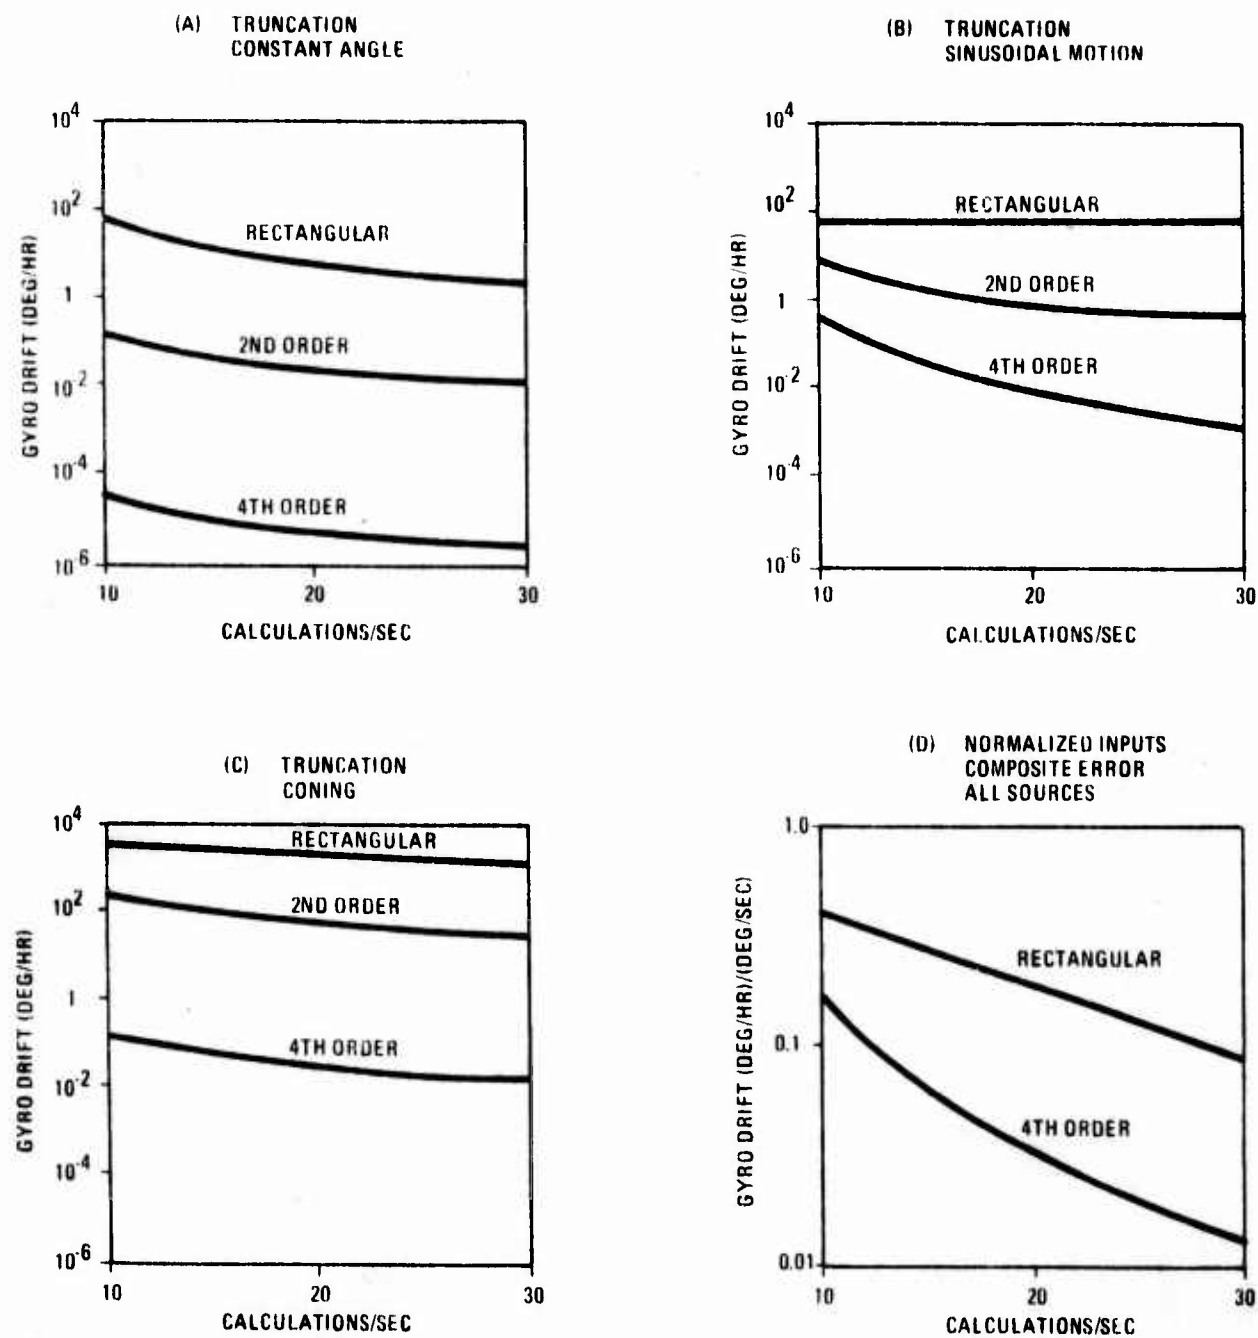 (A) TRUNCATION
CONSTANT ANGLE
10^4
10^2
1
10^-2
10^-4
10^-6
GYRO DRIFT (DEG/HR)
RECTANGULAR
2ND ORDER
4TH ORDER
10 20 30
CALCULATIONS/SEC
(B) TRUNCATION
SINUSOIDAL MOTION
10^4
10^2
1
10^-2
10^-4
10^-6
GYRO DRIFT (DEG/HR)
RECTANGULAR
2ND ORDER
4TH ORDER
10 20 30
CALCULATIONS/SEC
(C) TRUNCATION
CONING
10^4
10^2
1
10^-2
10^-4
10^-6
GYRO DRIFT (DEG/HR)
RECTANGULAR
2ND ORDER
4TH ORDER
10 20 30
CALCULATIONS/SEC
(D) NORMALIZED INPUTS
COMPOSITE ERROR
ALL SOURCES
1.0
0.1
0.01
GYRO DRIFT (DEG/HR)/(DEG/SEC)
RECTANGULAR
4TH ORDER
10 20 30
CALCULATIONS/SEC